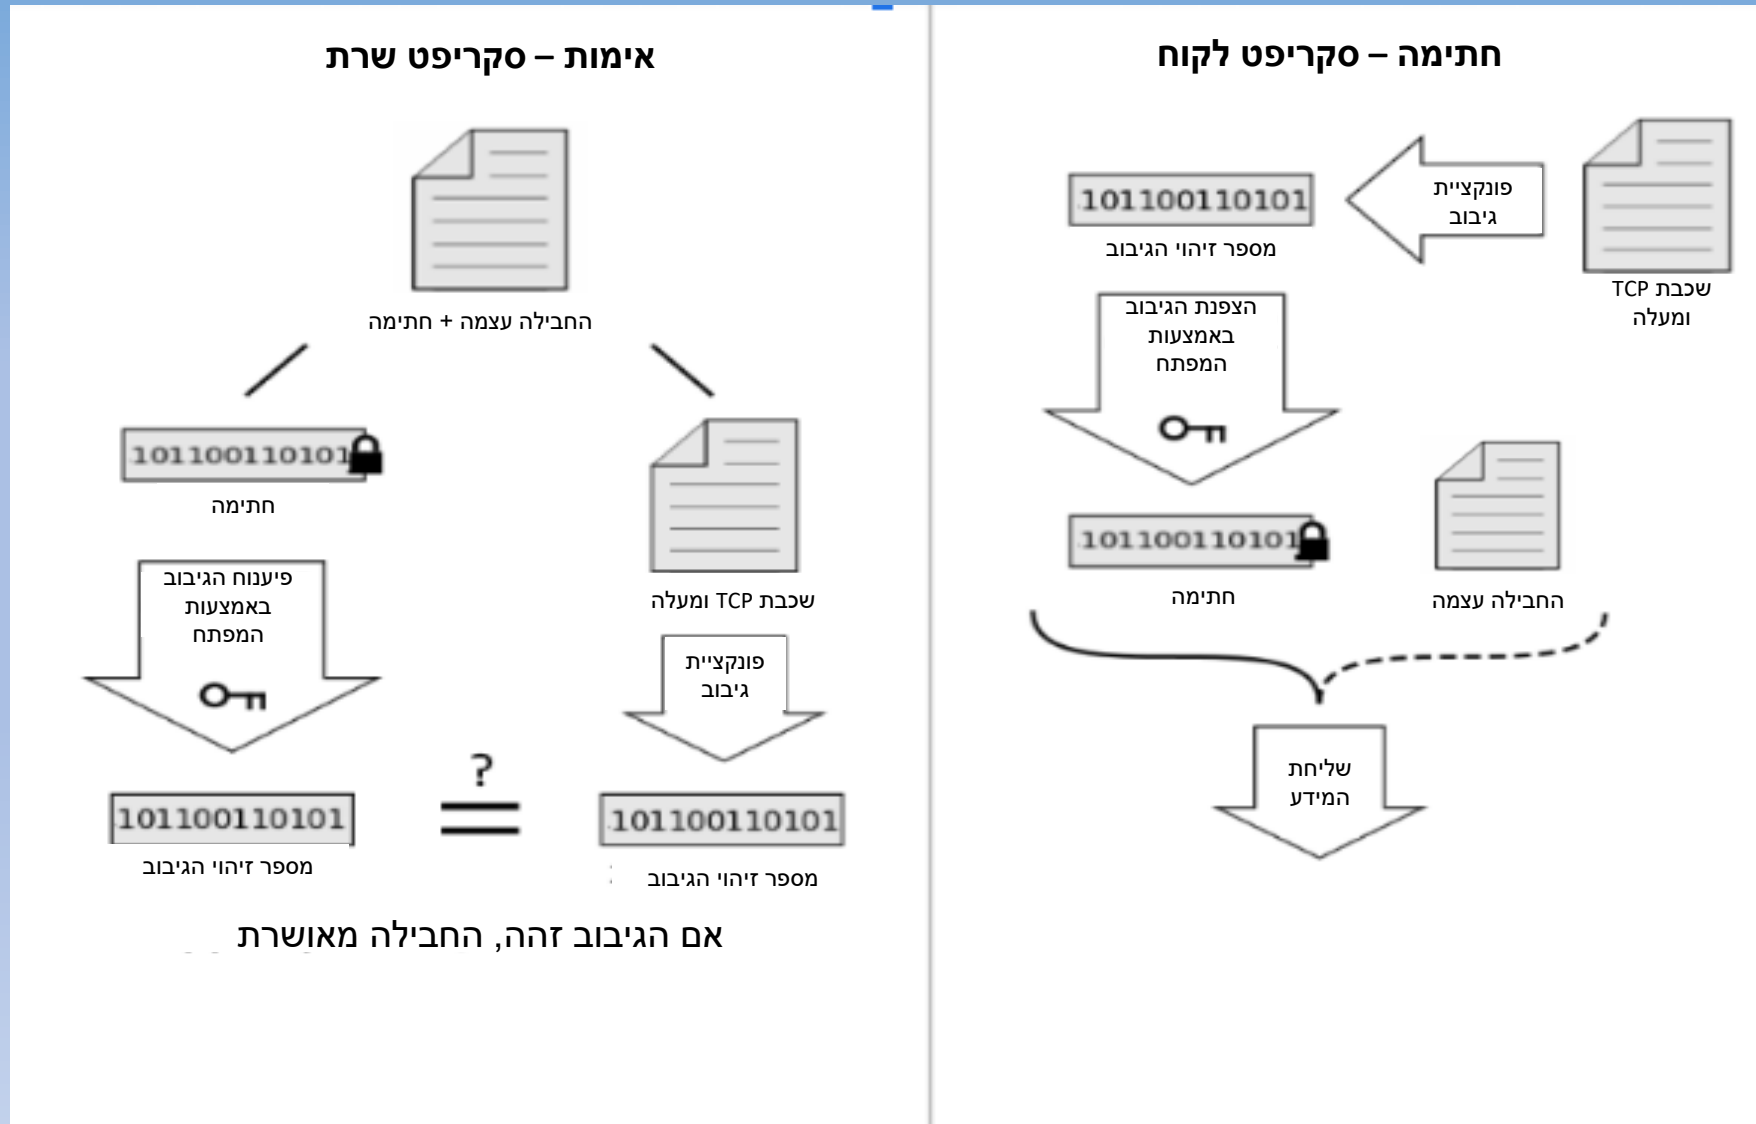 חתימה – סקריפט לקוח
פונקציית
גיבוב
101100110101
מספר זיהוי הגיבוב
שכבת TCP
ומעלה
הצפנת הגיבוב
באמצעות
המפתח
101100110101
חתימה
החבילה עצמה
שליחת
המידע
אימות – סקריפט שרת
החבילה עצמה + חתימה
101100110101
חתימה
שכבת TCP ומעלה
פיענוח הגיבוב
באמצעות
המפתח
פונקציית
גיבוב
101100110101
?
=
101100110101
מספר זיהוי הגיבוב
מספר זיהוי הגיבוב
אם הגיבוב זהה, החבילה מאושרת